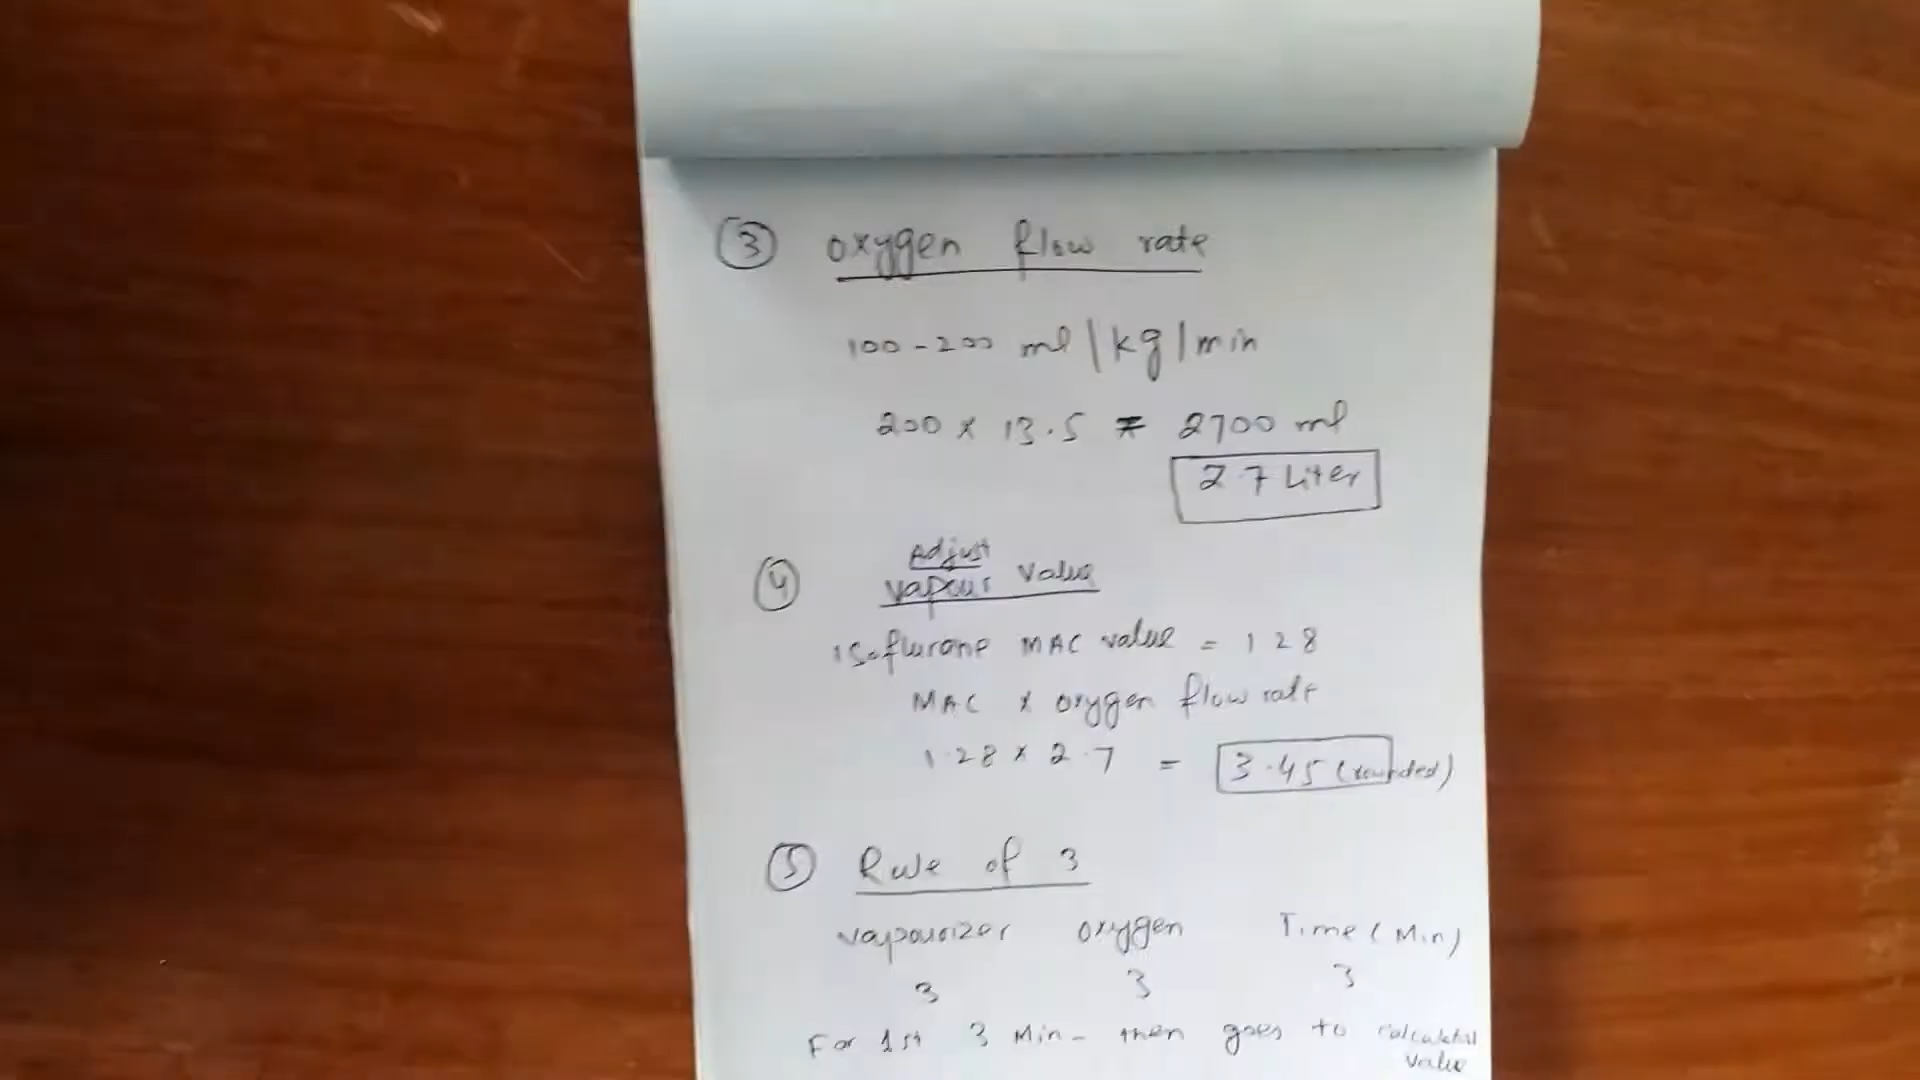 ③ oxygen flow rate
100-200 ml/kg/min
200 x 13.5 = 2700 ml
2.7 Liter
④ Adjust
vapour value
isoflurane MAC value = 1.28
MAC x oxygen flow rate
1.28 x 2.7 = 3.45 (rounded)
⑤ Rule of 3
vapourizer oxygen Time (Min)
3 3 3
For 1st 3 Min - then goes to calculated
value